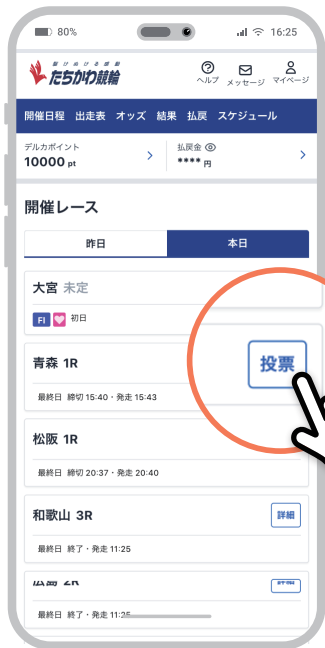 80% 16:25
駆け抜ける感動
たちかわ競輪
ヘルプ メッセージ マイページ
開催日程 出走表 オッズ 結果 払戻 スケジュール
デルカポイント 払戻金
10000 pt **** 円
開催レース
昨日 本日
大宮 未定
FI 初日
青森 1R
投票
最終日 締切 15:40・発走 15:43
松阪 1R
最終日 締切 20:37・発走 20:40
和歌山 3R 詳細
最終日 終了・発走 11:25
最終日 終了・発走 11:25